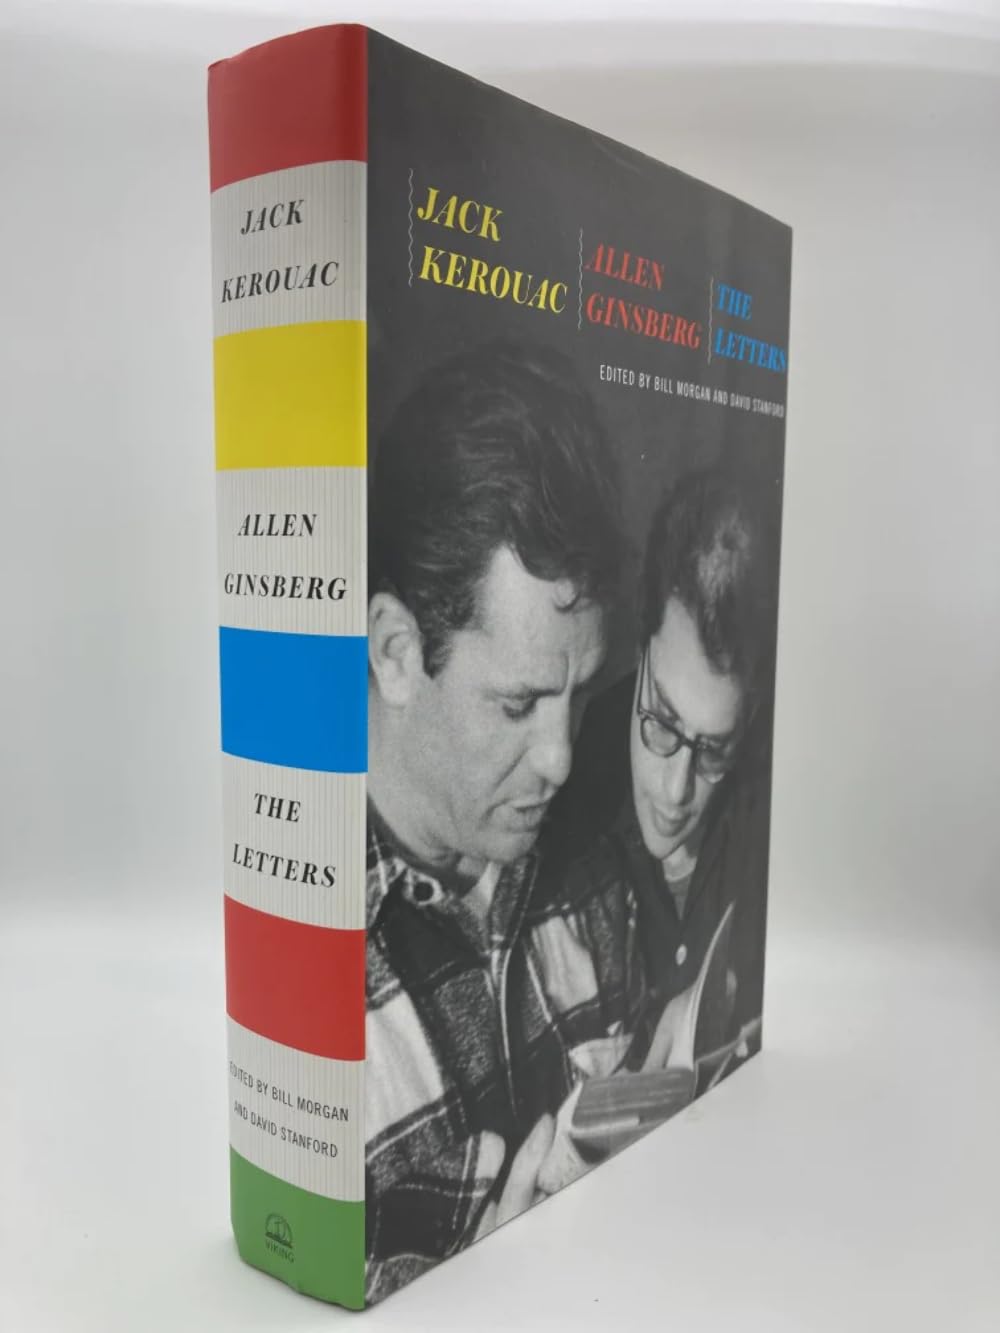 JACK
KEROUAC
ALLEN
GINSBERG
THE
LETTERS
EDITED BY BILL MORGAN
AND DAVID STANFORD
VIKING
JACK
KEROUAC
ALLEN
GINSBERG
THE
LETTERS
EDITED BY BILL MORGAN AND DAVID STANFORD